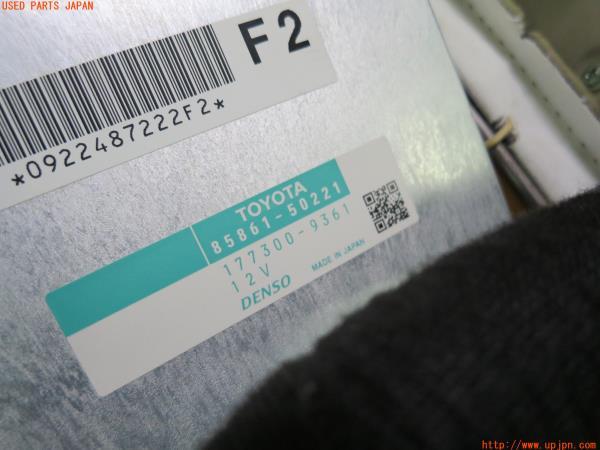 USED PARTS JAPAN
F2
*0922487222F2*
TOYOTA
85861-50221
177300-9361
12V
DENSO MADE IN JAPAN
http://www.upjpn.com